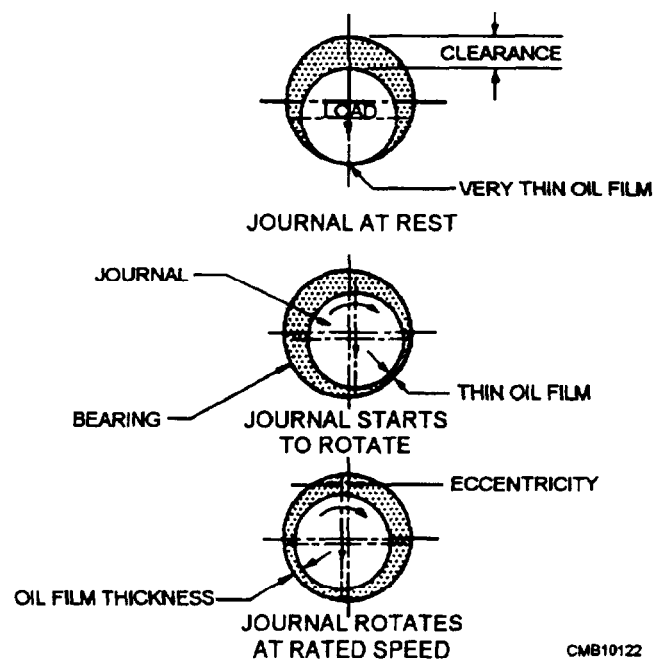 CLEARANCE
LOAD
VERY THIN OIL FILM
JOURNAL AT REST
JOURNAL
THIN OIL FILM
BEARING
JOURNAL STARTS
TO ROTATE
ECCENTRICITY
OIL FILM THICKNESS
JOURNAL ROTATES
AT RATED SPEED
CMB10122